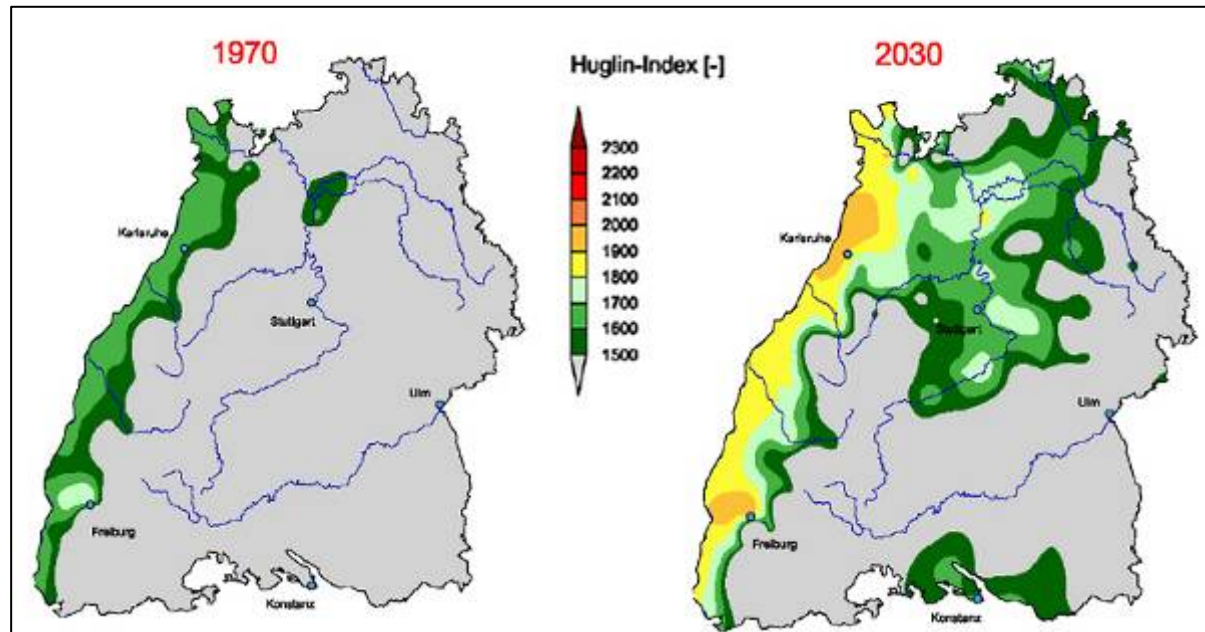 1970
Huglin-Index [-]
2030
2300
2200
2100
2000
1900
1800
1700
1600
1500
Karlsruhe
Stuttgart
Ulm
Freiburg
Konstanz
Karlsruhe
Stuttgart
Ulm
Freiburg
Konstanz